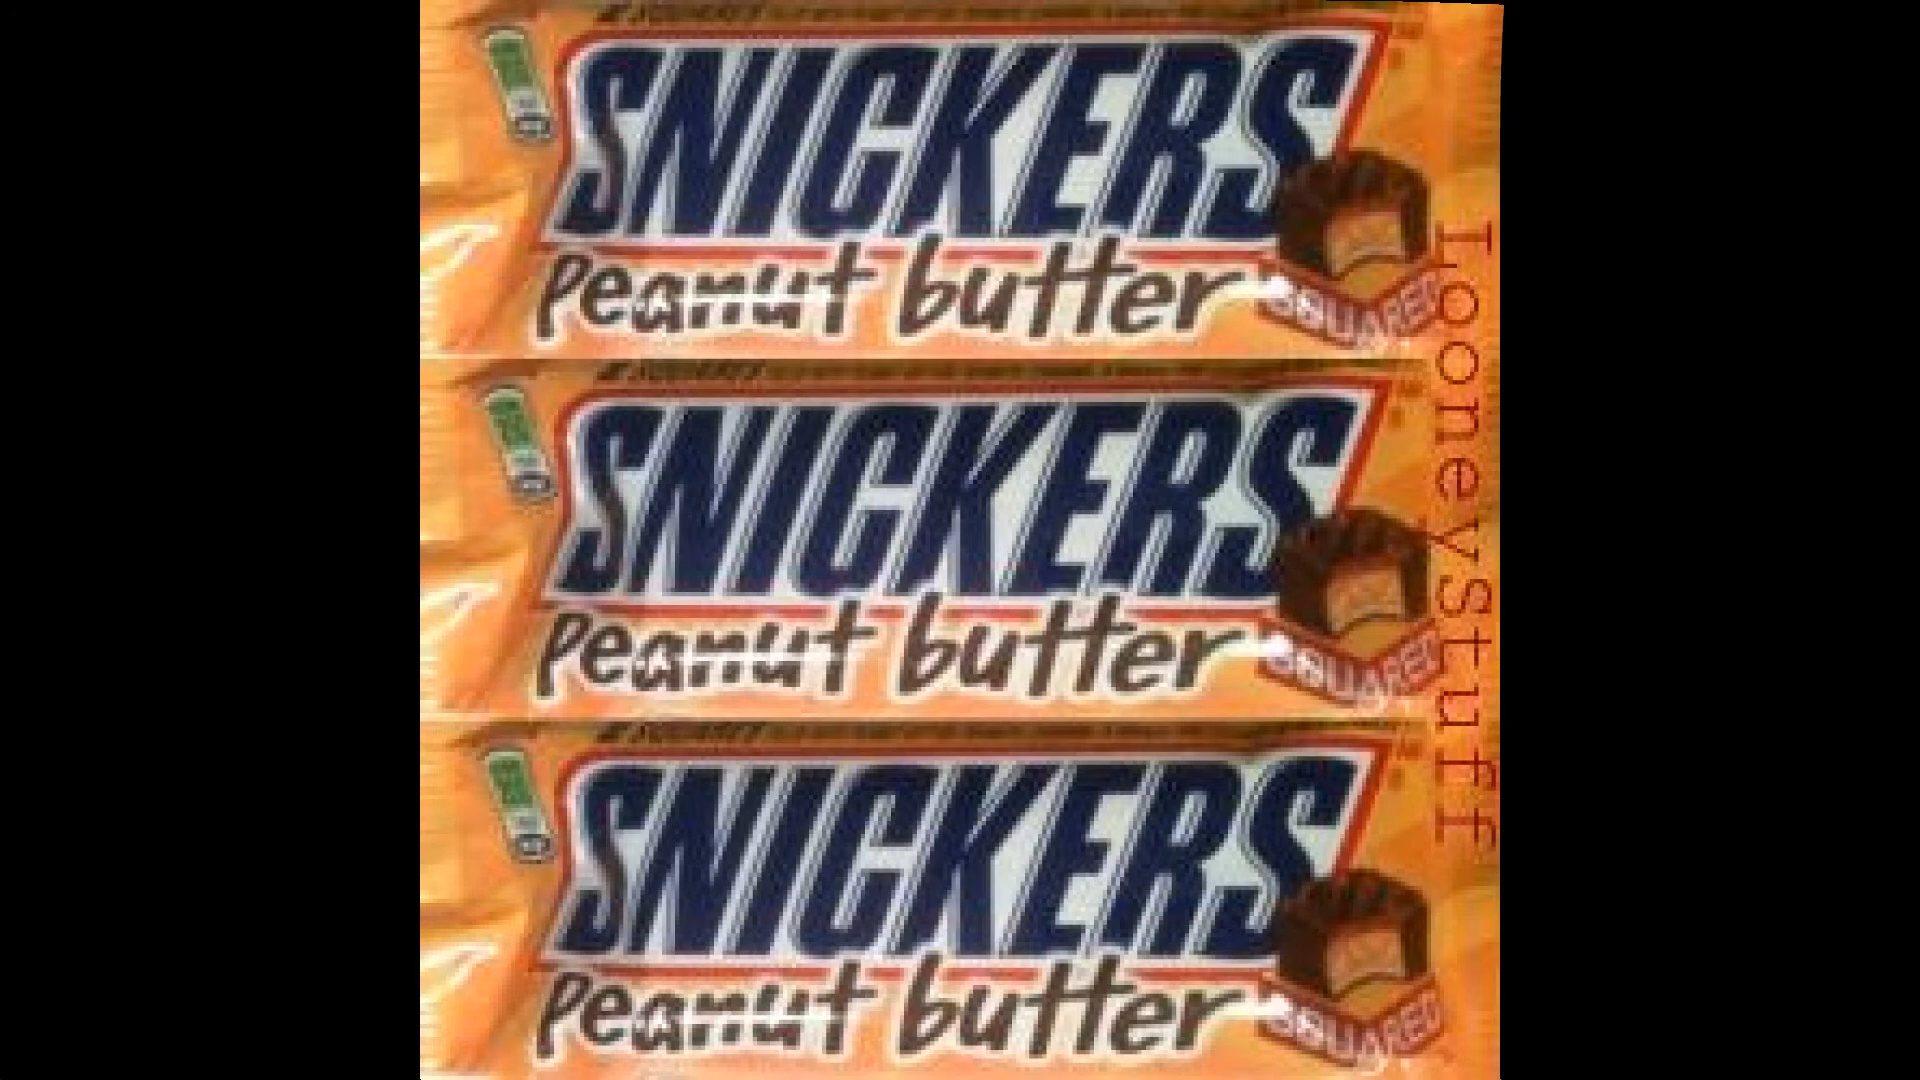 SNICKERS
peanut butter
SQUARED
SNICKERS
peanut butter
SQUARED
SNICKERS
peanut butter
SQUARED
Looneystuff